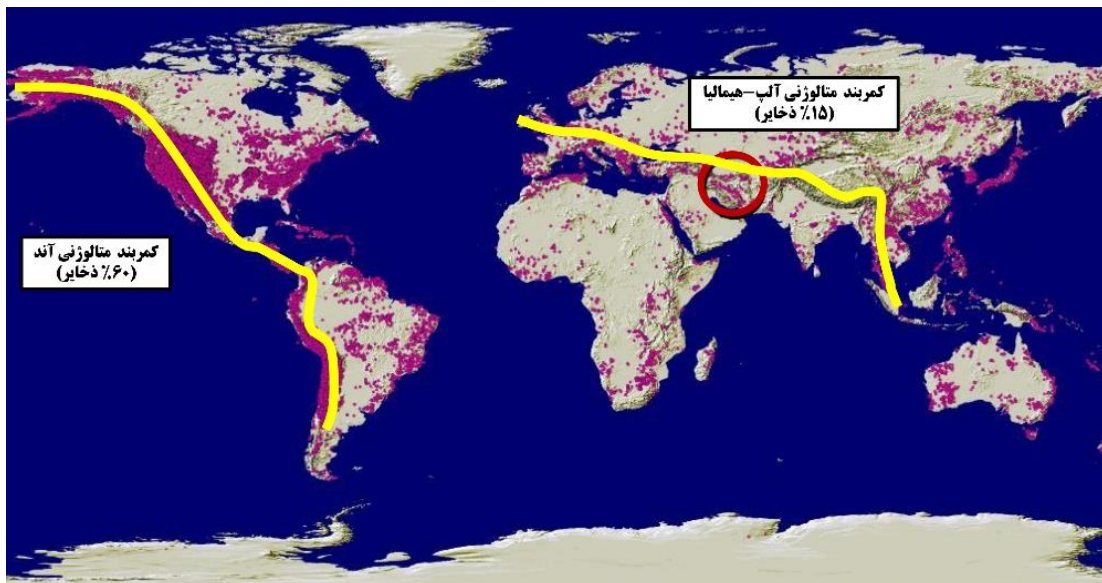 کمربند متالوژنی آلپ-هیمالیا
(۱۵٪ ذخایر)
کمربند متالوژنی آند
(۶۰٪ ذخایر)